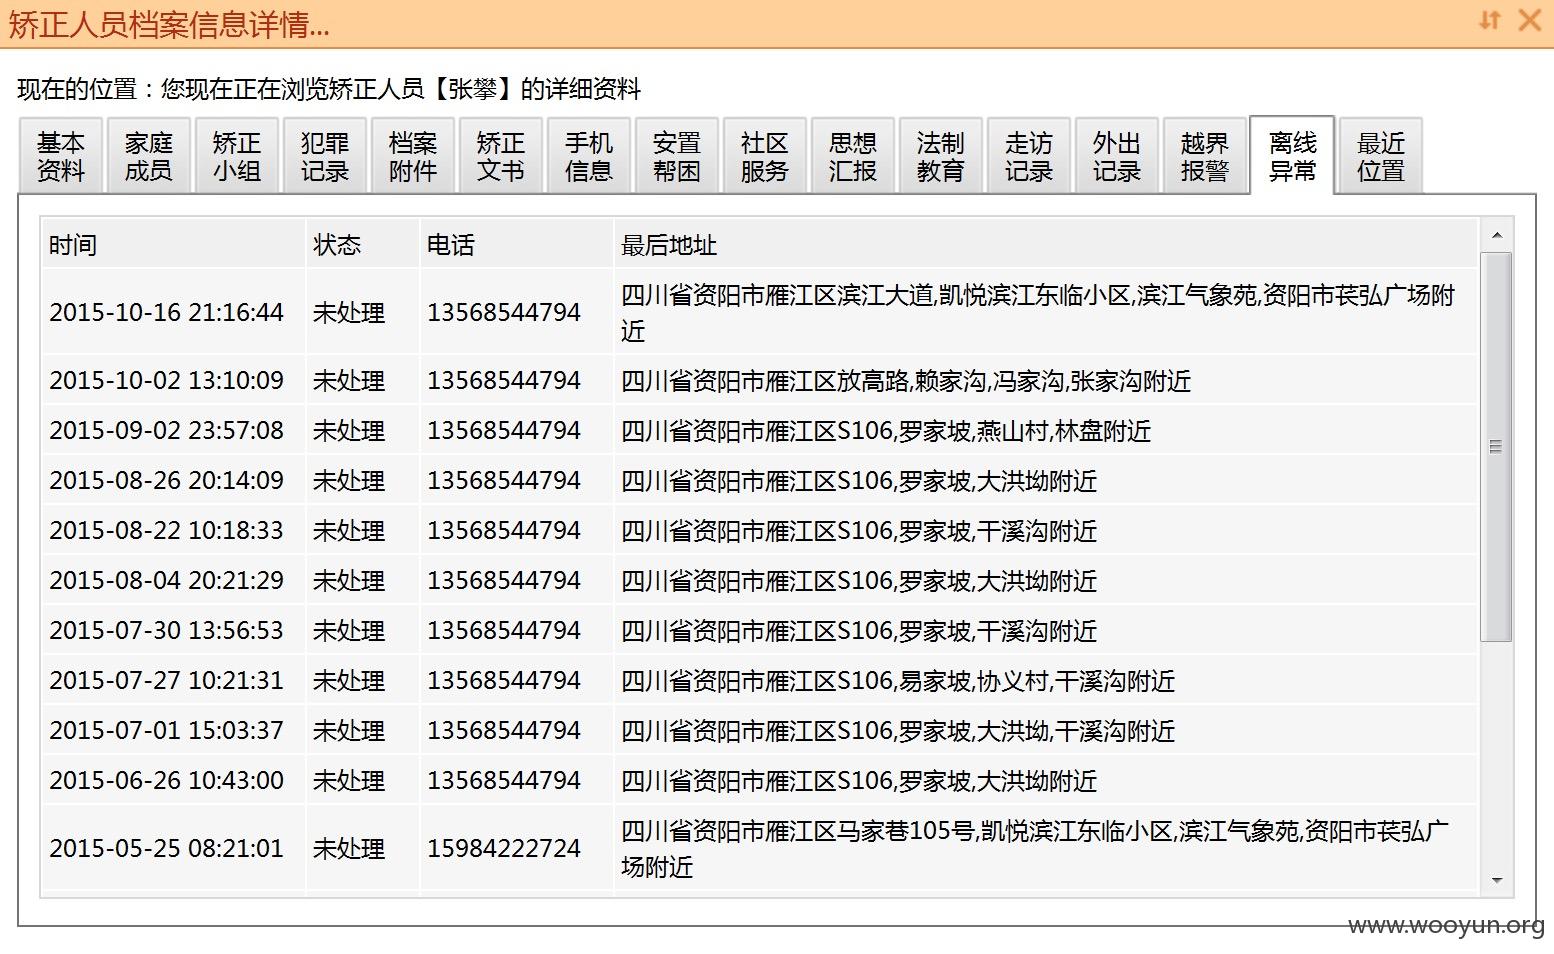 矫正人员档案信息详情...
现在的位置：您现在正在浏览矫正人员【张攀】的详细资料
基本 家庭 矫正 犯罪 档案 矫正 手机 安置 社区 思想 法制 走访 外出 越界 离线 最近
资料 成员 小组 记录 附件 文书 信息 帮困 服务 汇报 教育 记录 记录 报警 异常 位置
时间 状态 电话 最后地址
2015-10-16 21:16:44 未处理 13568544794 四川省资阳市雁江区滨江大道,凯悦滨江东临小区,滨江气象苑,资阳市苌弘广场附
近
2015-10-02 13:10:09 未处理 13568544794 四川省资阳市雁江区放高路,赖家沟,冯家沟,张家沟附近
2015-09-02 23:57:08 未处理 13568544794 四川省资阳市雁江区S106,罗家坡,燕山村,林盘附近
2015-08-26 20:14:09 未处理 13568544794 四川省资阳市雁江区S106,罗家坡,大洪坳附近
2015-08-22 10:18:33 未处理 13568544794 四川省资阳市雁江区S106,罗家坡,干溪沟附近
2015-08-04 20:21:29 未处理 13568544794 四川省资阳市雁江区S106,罗家坡,大洪坳附近
2015-07-30 13:56:53 未处理 13568544794 四川省资阳市雁江区S106,罗家坡,干溪沟附近
2015-07-27 10:21:31 未处理 13568544794 四川省资阳市雁江区S106,易家坡,协义村,干溪沟附近
2015-07-01 15:03:37 未处理 13568544794 四川省资阳市雁江区S106,罗家坡,大洪坳,干溪沟附近
2015-06-26 10:43:00 未处理 13568544794 四川省资阳市雁江区S106,罗家坡,大洪坳附近
2015-05-25 08:21:01 未处理 15984222724 四川省资阳市雁江区马家巷105号,凯悦滨江东临小区,滨江气象苑,资阳市苌弘广
场附近
www.wooyun.org